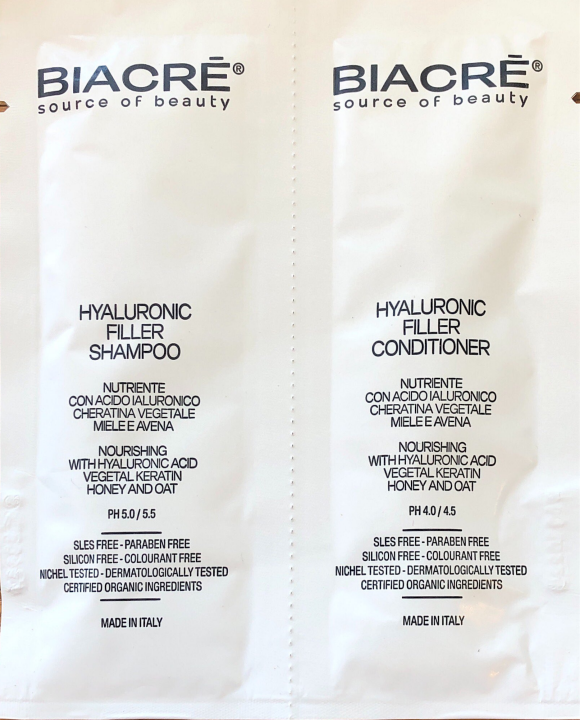 BIACRĒ®
source of beauty
HYALURONIC
FILLER
SHAMPOO
NUTRIENTE
CON ACIDO IALURONICO
CHERATINA VEGETALE
MIELE E AVENA
NOURISHING
WITH HYALURONIC ACID
VEGETAL KERATIN
HONEY AND OAT
PH 5.0 / 5.5
SLES FREE - PARABEN FREE
SILICON FREE - COLOURANT FREE
NICHEL TESTED - DERMATOLOGICALLY TESTED
CERTIFIED ORGANIC INGREDIENTS
MADE IN ITALY
BIACRĒ®
source of beauty
HYALURONIC
FILLER
CONDITIONER
NUTRIENTE
CON ACIDO IALURONICO
CHERATINA VEGETALE
MIELE E AVENA
NOURISHING
WITH HYALURONIC ACID
VEGETAL KERATIN
HONEY AND OAT
PH 4.0 / 4.5
SLES FREE - PARABEN FREE
SILICON FREE - COLOURANT FREE
NICHEL TESTED - DERMATOLOGICALLY TESTED
CERTIFIED ORGANIC INGREDIENTS
MADE IN ITALY